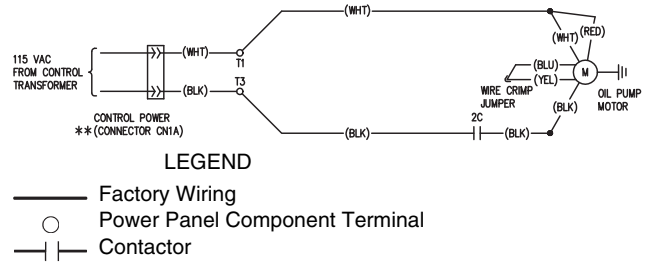 (WHT)
(WHT)
(RED)
115 VAC
FROM CONTROL
TRANSFORMER
(WHT)
T1
(BLU)
(YEL)
M
WIRE CRIMP
JUMPER
OIL PUMP
MOTOR
T3
(BLK)
(BLK)
CONTROL POWER
**(CONNECTOR CN1A)
2C
(BLK)
(BLK)
LEGEND
Factory Wiring
Power Panel Component Terminal
Contactor